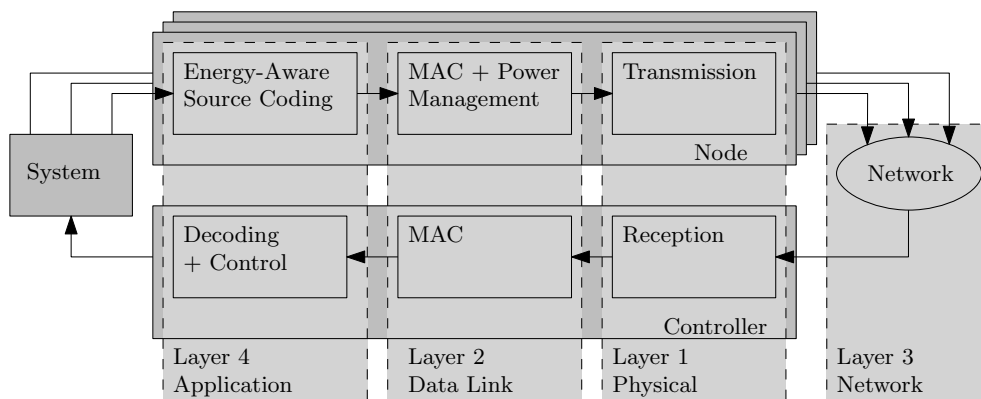 Energy-Aware
Source Coding
MAC + Power
Management
Transmission
Node
System
Network
Decoding
+ Control
MAC
Reception
Controller
Layer 4
Application
Layer 2
Data Link
Layer 1
Physical
Layer 3
Network